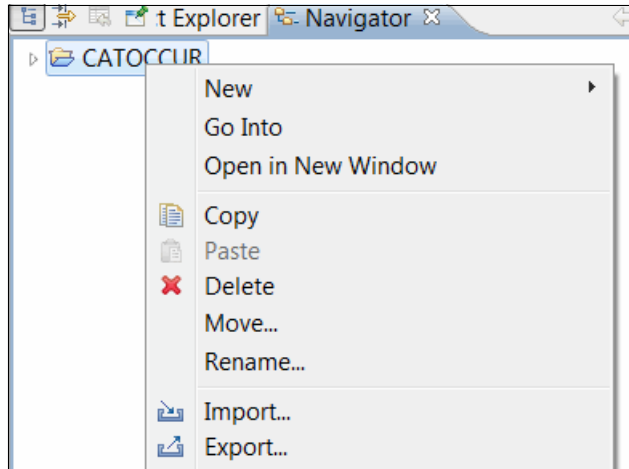 t Explorer Navigator
CATOCCUR
New
Go Into
Open in New Window
Copy
Paste
Delete
Move...
Rename...
Import...
Export...